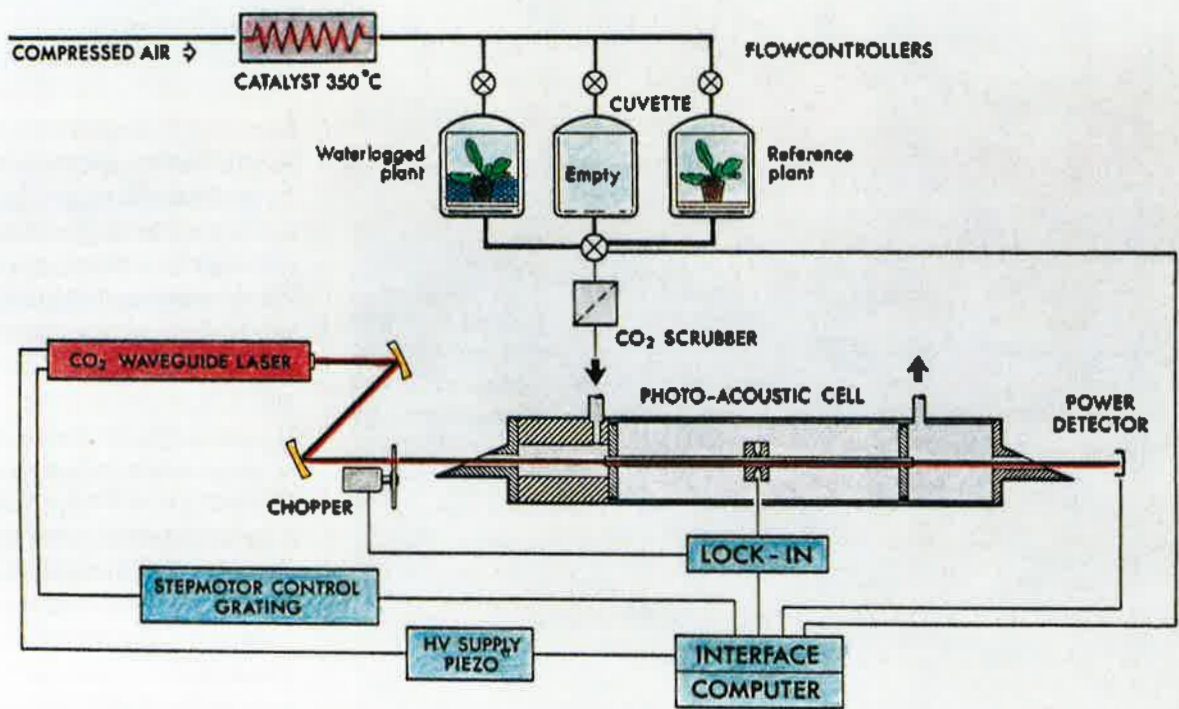 COMPRESSED AIR
CATALYST 350°C
FLOWCONTROLLERS
CUVETTE
Waterlogged
plant
Empty
Reference
plant
CO₂ SCRUBBER
CO₂ WAVEGUIDE LASER
PHOTO-ACOUSTIC CELL
POWER
DETECTOR
CHOPPER
LOCK-IN
STEPMOTOR CONTROL
GRATING
HV SUPPLY
PIEZO
INTERFACE
COMPUTER